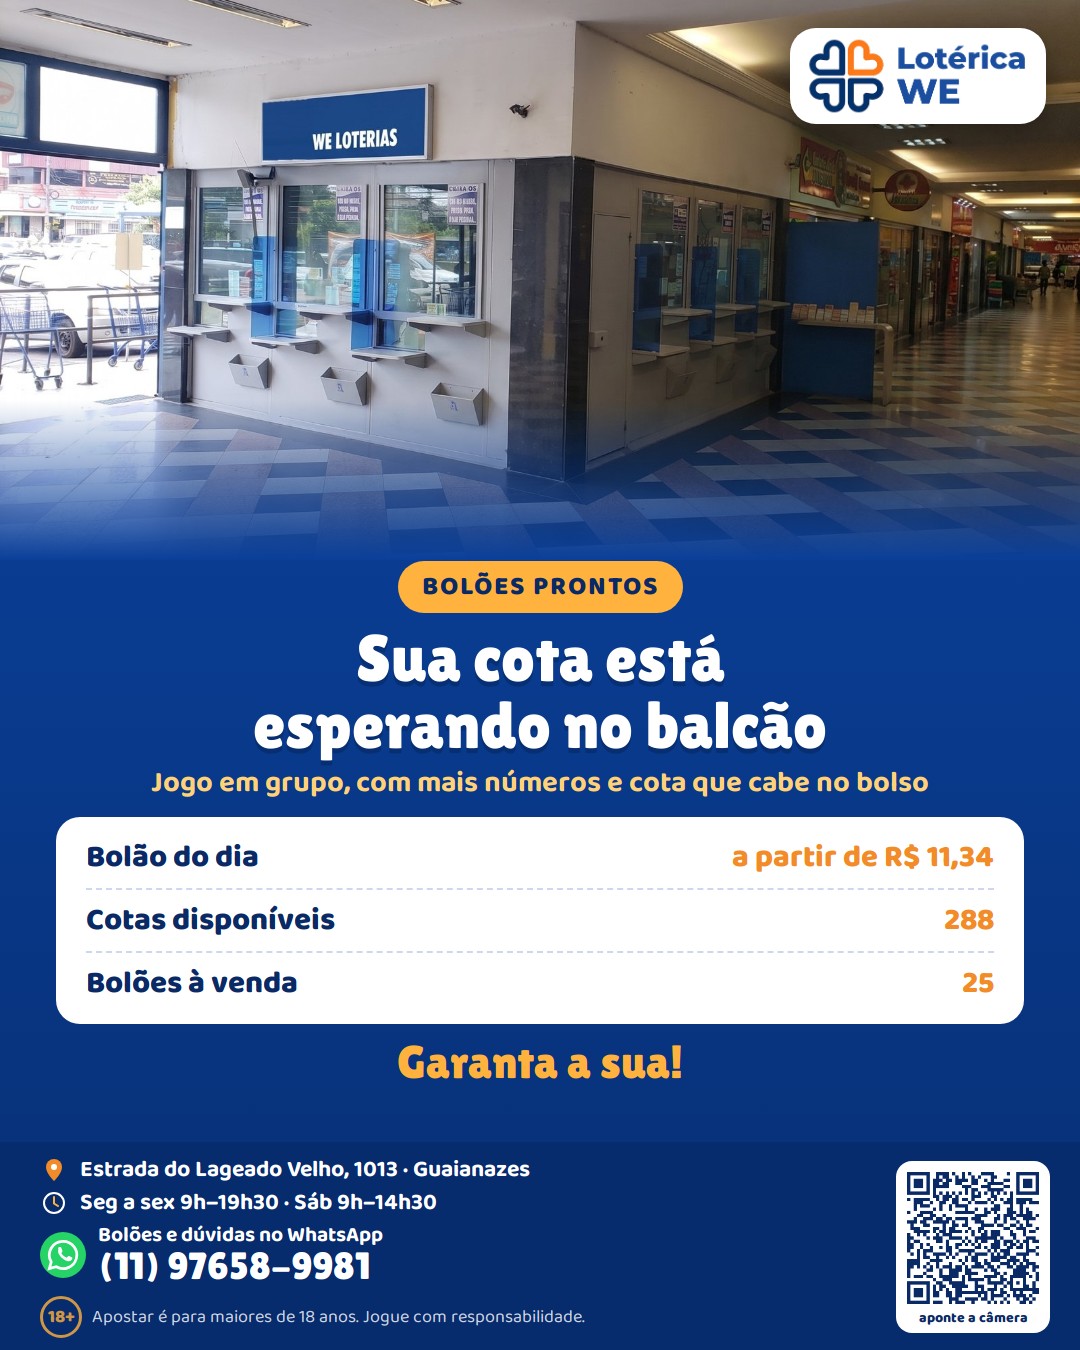 Lotérica
WE
WE LOTERIAS
BOLÕES PRONTOS
Sua cota está
esperando no balcão
Jogo em grupo, com mais números e cota que cabe no bolso
Bolão do dia a partir de R$ 11,34
Cotas disponíveis 288
Bolões à venda 25
Garanta a sua!
Estrada do Lageado Velho, 1013 · Guaianazes
Seg a sex 9h–19h30 · Sáb 9h–14h30
Bolões e dúvidas no WhatsApp
(11) 97658–9981
18+ Apostar é para maiores de 18 anos. Jogue com responsabilidade.
aponte a câmera